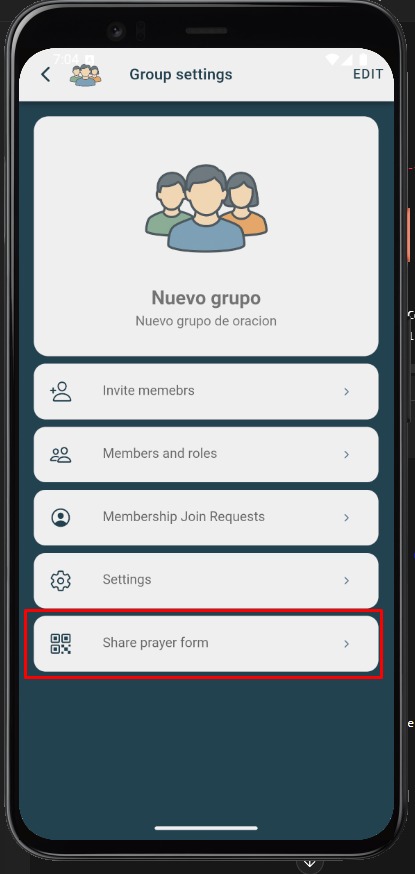 7:04
Group settings
EDIT
Nuevo grupo
Nuevo grupo de oracion
Invite memebrs
Members and roles
Membership Join Requests
Settings
Share prayer form